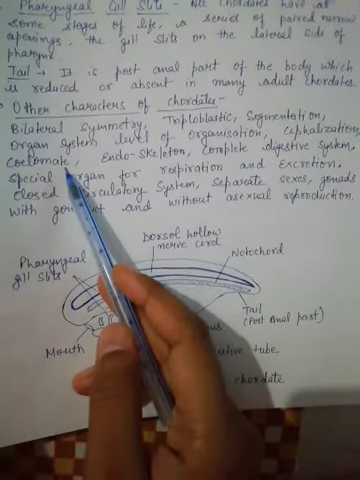 Pharyngeal Gill Slits - All chordates have at
some stages of life, a series of paired narrow
openings, the gill slits on the lateral side of
pharynx
Tail → It is post anal part of the body which
is reduced or absent in many adult chordates.
Other characters of chordates -
Bilateral symmetry, Triploblastic, Segmentation,
Organ system level of Organisation, Cephalization,
Coelomate, Endo-skeleton, complete digestive system,
Special organ for respiration and Excretion.
Closed circulatory System, Separate sexes, gonads
with and without asexual reproduction.
Dorsal hollow
nerve cord
Notochord
Pharyngeal
gill slits
Tail
(Post anal part)
Mouth
tube
chordate